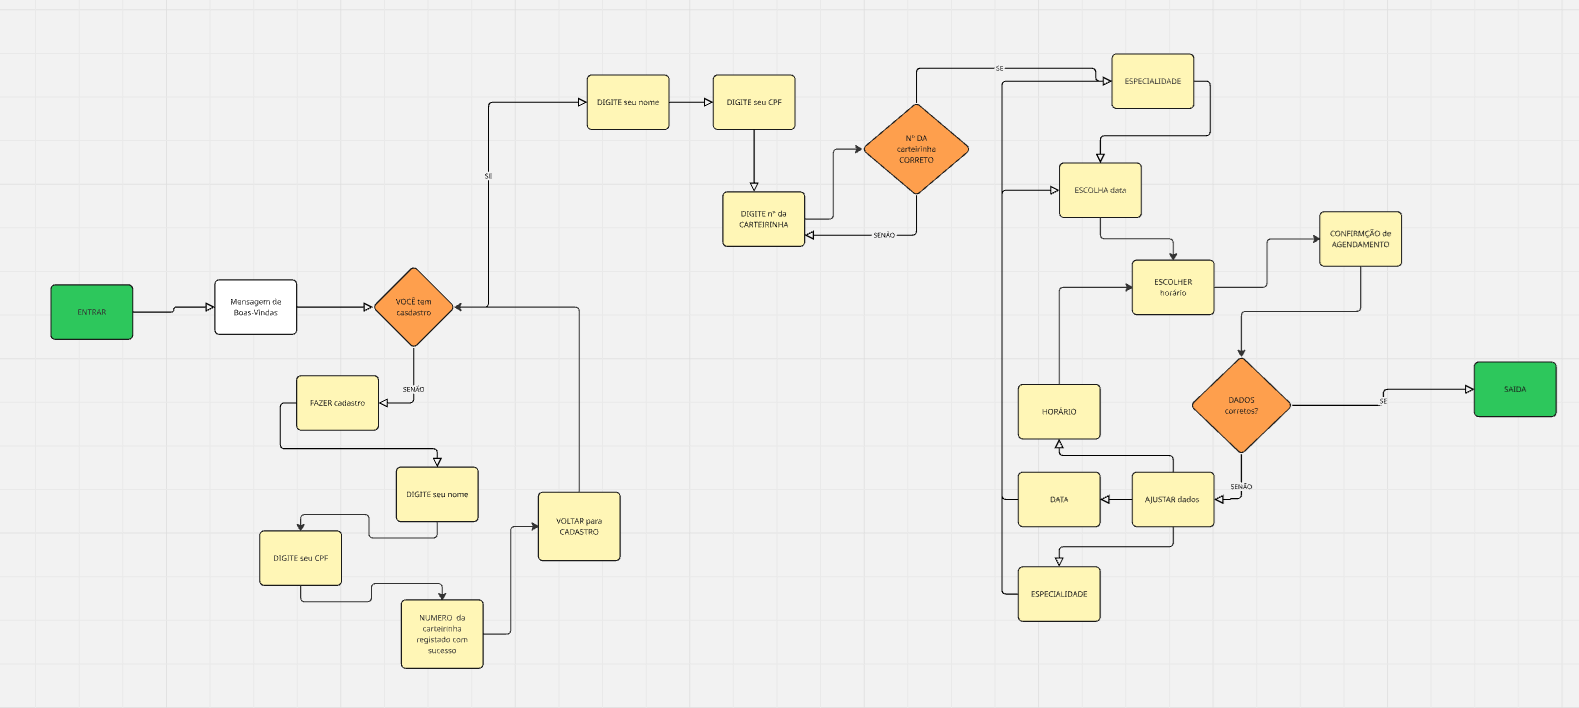 ENTRAR
Mensagem de
Boas-Vindas
VOCÊ tem
casdastro
SE
DIGITE seu nome
DIGITE seu CPF
DIGITE n° da
CARTEIRINHA
N° DA
carteirinha
CORRETO
SENÃO
SE
ESPECIALIDADE
ESCOLHA data
ESCOLHER
horário
CONFIRMÇÃO de
AGENDAMENTO
DADOS
corretos?
SE
SAIDA
SENÃO
AJUSTAR dados
HORÁRIO
DATA
ESPECIALIDADE
SENÃO
FAZER cadastro
DIGITE seu nome
DIGITE seu CPF
NUMERO da
carteirinha
registado com
sucesso
VOLTAR para
CADASTRO